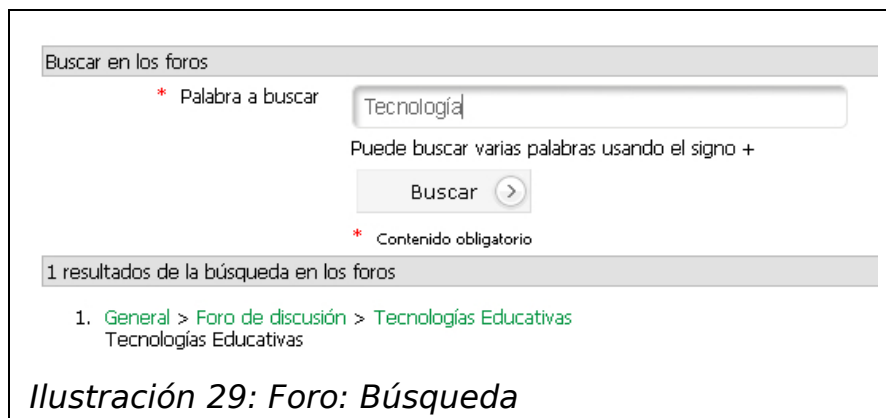 Buscar en los foros
* Palabra a buscar
Tecnología
Puede buscar varias palabras usando el signo +
Buscar
* Contenido obligatorio
1 resultados de la búsqueda en los foros
1. General > Foro de discusión > Tecnologías Educativas
Tecnologías Educativas
Ilustración 29: Foro: Búsqueda